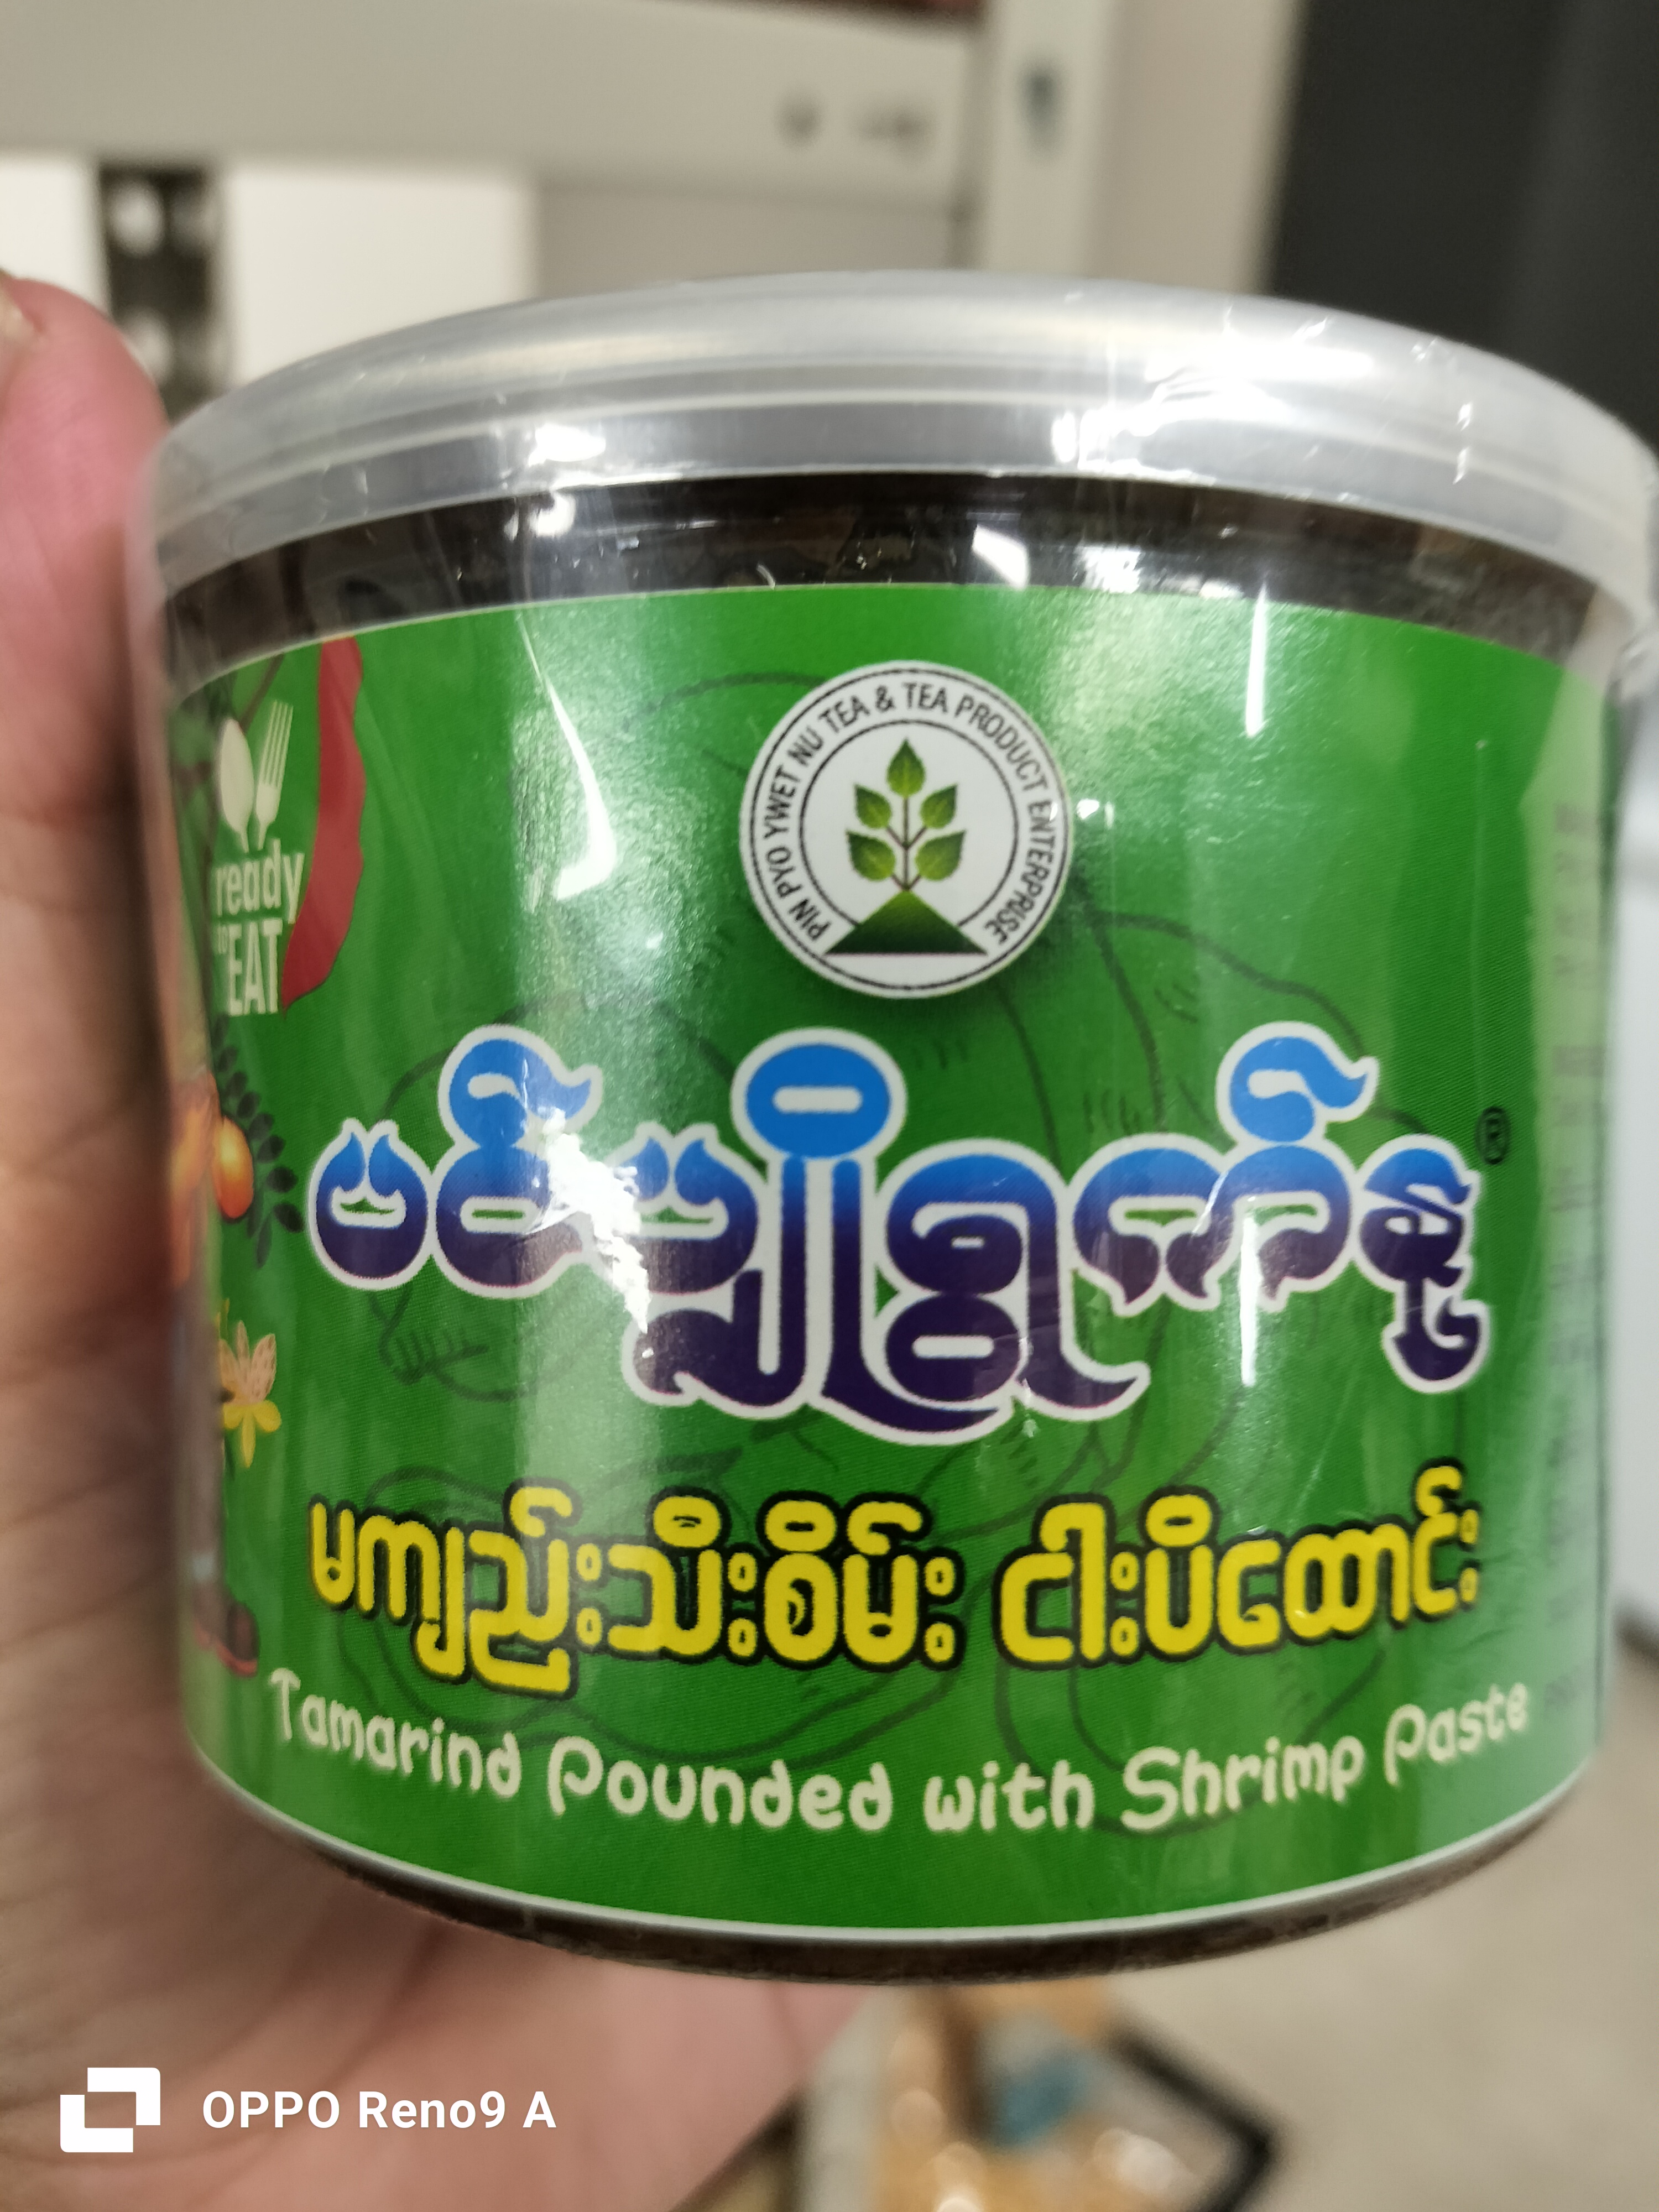 PIN PYO YWET NU TEA & TEA PRODUCT ENTERPRISE
ready
to
EAT
ပင်ပျိုရွက်နု ®
မကျည်းသီးစိမ်း ငါးပိထောင်း
Tamarind Pounded with Shrimp Paste
OPPO Reno9 A